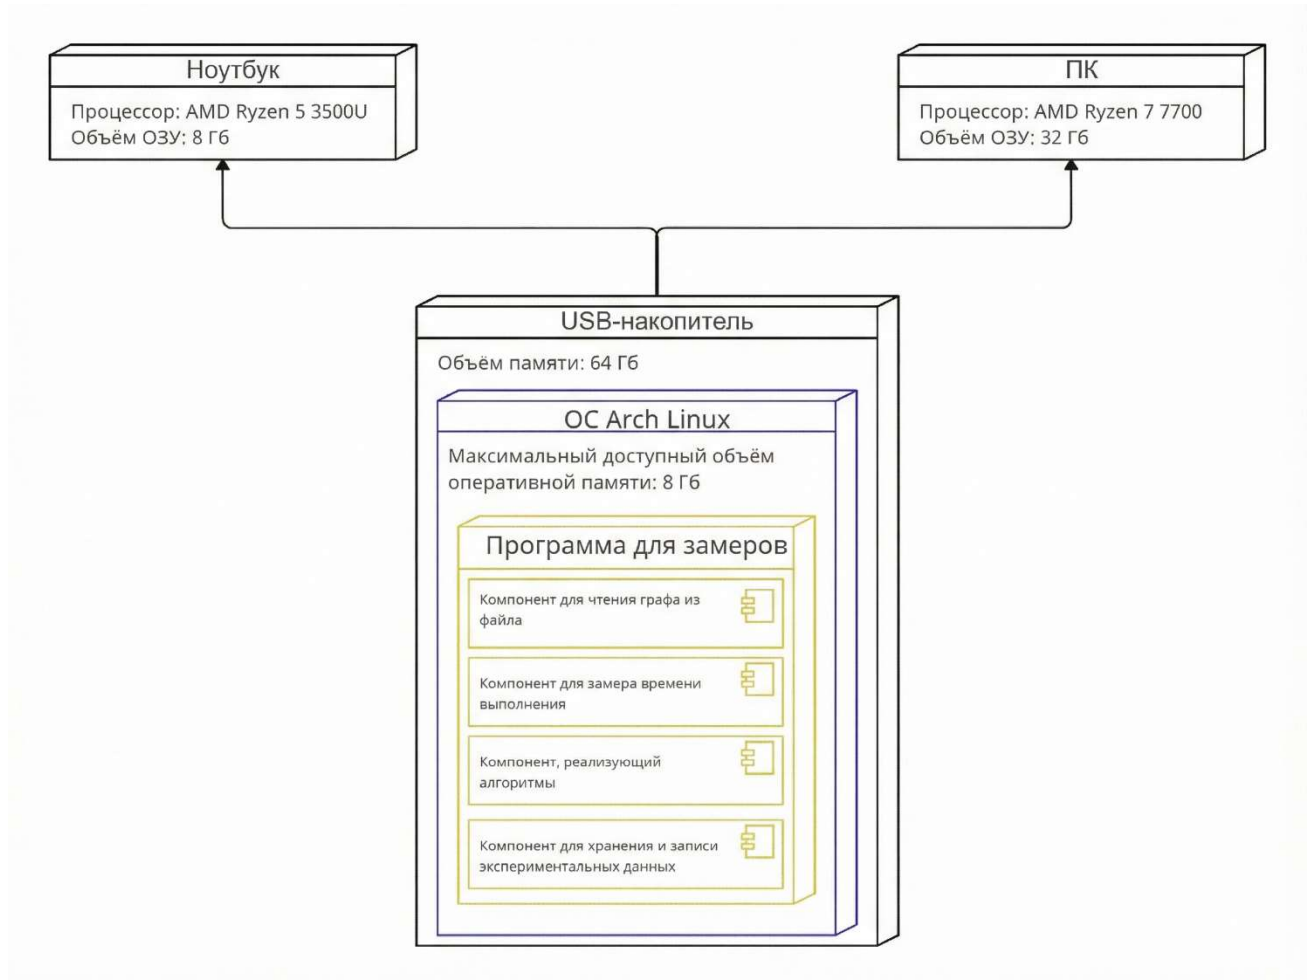 Ноутбук
Процессор: AMD Ryzen 5 3500U
Объём ОЗУ: 8 Гб
ПК
Процессор: AMD Ryzen 7 7700
Объём ОЗУ: 32 Гб
USB-накопитель
Объём памяти: 64 Гб
ОС Arch Linux
Максимальный доступный объём
оперативной памяти: 8 Гб
Программа для замеров
Компонент для чтения графа из
файла
Компонент для замера времени
выполнения
Компонент, реализующий
алгоритмы
Компонент для хранения и записи
экспериментальных данных